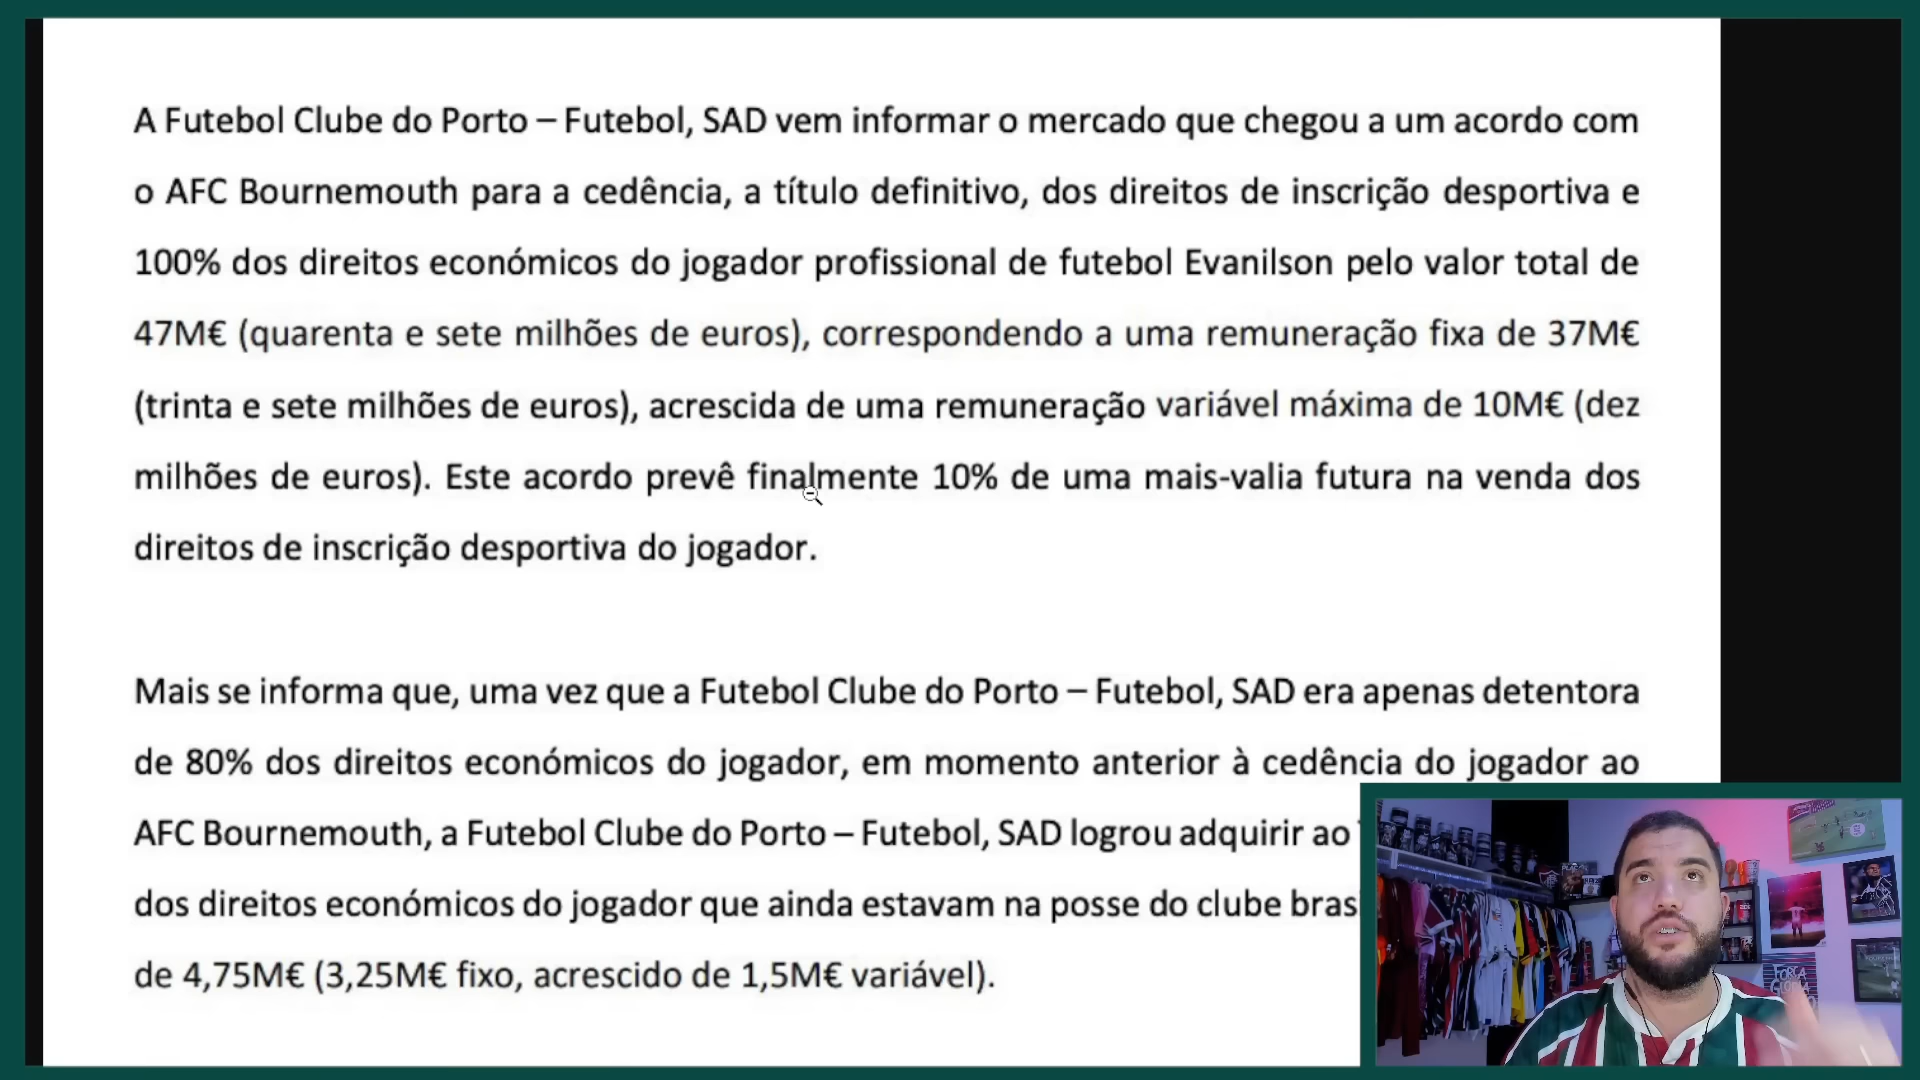 A Futebol Clube do Porto – Futebol, SAD vem informar o mercado que chegou a um acordo com
o AFC Bournemouth para a cedência, a título definitivo, dos direitos de inscrição desportiva e
100% dos direitos económicos do jogador profissional de futebol Evanilson pelo valor total de
47M€ (quarenta e sete milhões de euros), correspondendo a uma remuneração fixa de 37M€
(trinta e sete milhões de euros), acrescida de uma remuneração variável máxima de 10M€ (dez
milhões de euros). Este acordo prevê finalmente 10% de uma mais-valia futura na venda dos
direitos de inscrição desportiva do jogador.
Mais se informa que, uma vez que a Futebol Clube do Porto – Futebol, SAD era apenas detentora
de 80% dos direitos económicos do jogador, em momento anterior à cedência do jogador ao
AFC Bournemouth, a Futebol Clube do Porto – Futebol, SAD logrou adquirir ao
dos direitos económicos do jogador que ainda estavam na posse do clube bras
de 4,75M€ (3,25M€ fixo, acrescido de 1,5M€ variável).
FORÇA